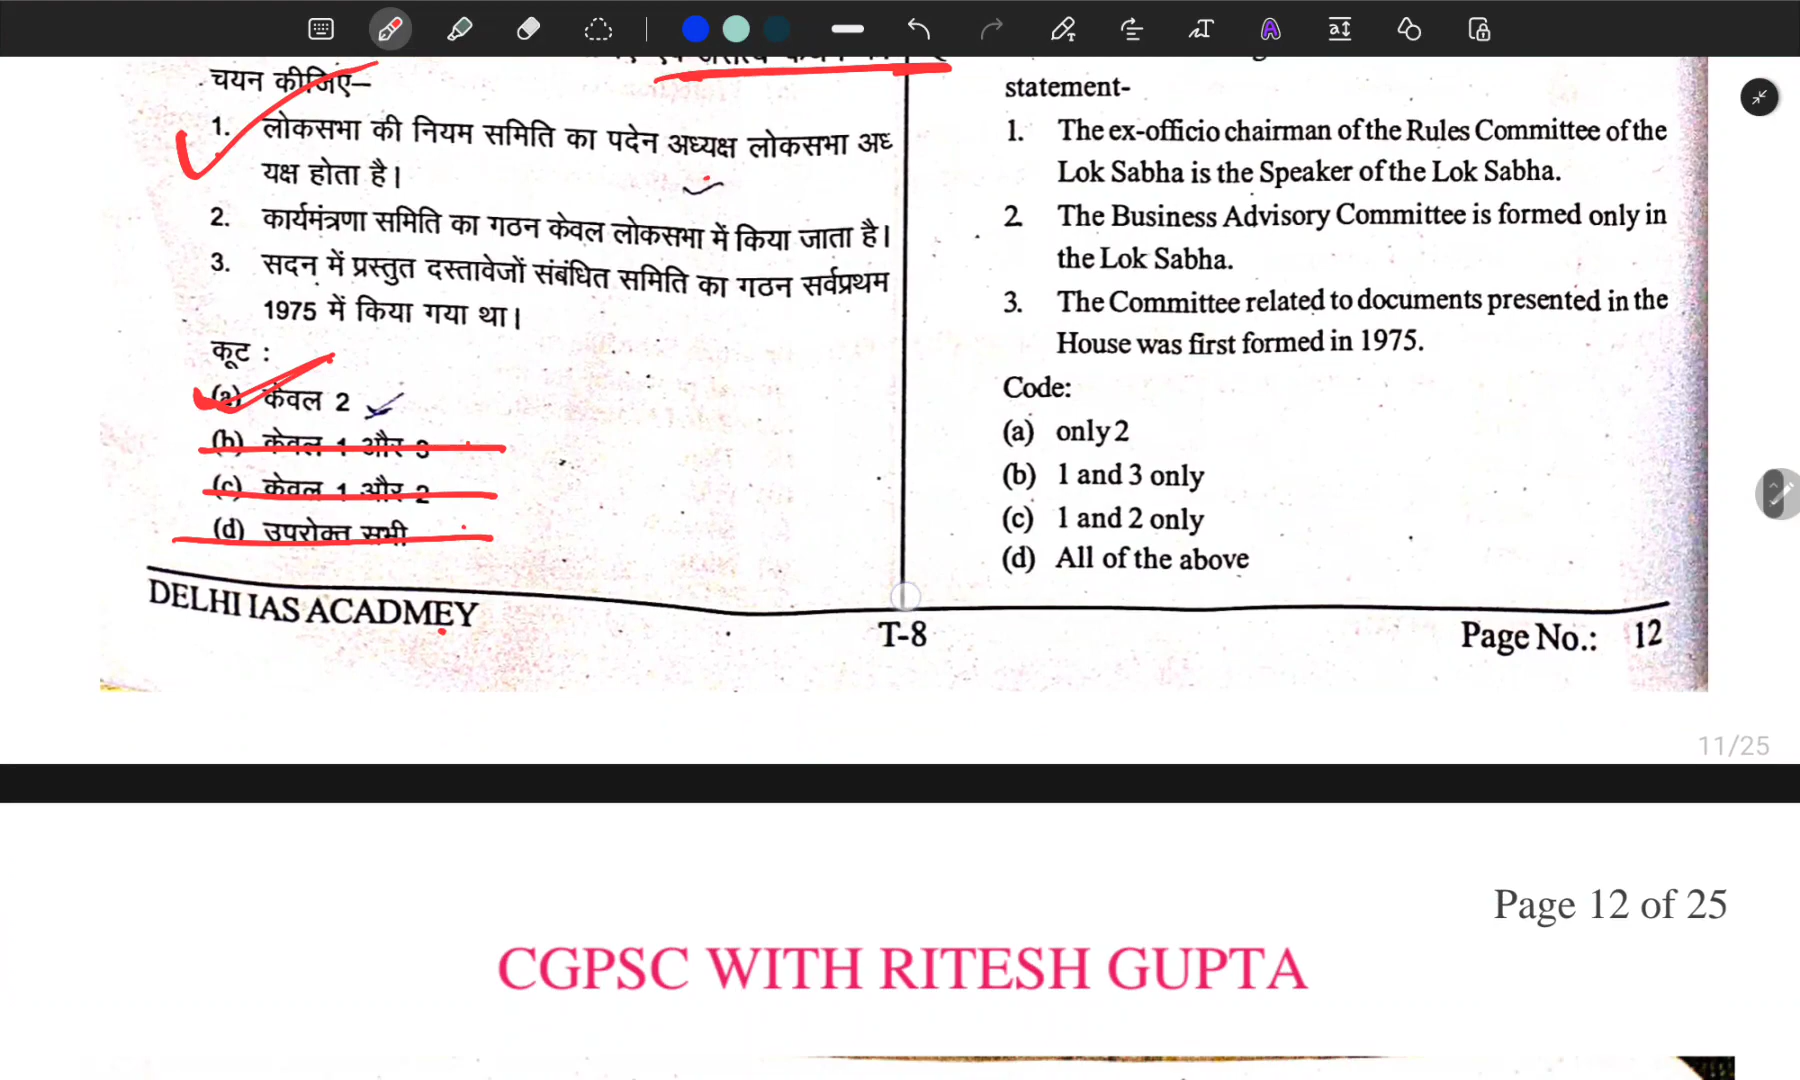 चयन कीजिए–
1. लोकसभा की नियम समिति का पदेन अध्यक्ष लोकसभा अध्
यक्ष होता है।
2. कार्यमंत्रणा समिति का गठन केवल लोकसभा में किया जाता है।
3. सदन में प्रस्तुत दस्तावेजों संबंधित समिति का गठन सर्वप्रथम
1975 में किया गया था।
कूट :
(a) केवल 2
(b) केवल 1 और 3
(c) केवल 1 और 2
(d) उपरोक्त सभी
statement-
1. The ex-officio chairman of the Rules Committee of the
Lok Sabha is the Speaker of the Lok Sabha.
2 The Business Advisory Committee is formed only in
the Lok Sabha.
3. The Committee related to documents presented in the
House was first formed in 1975.
Code:
(a) only 2
(b) 1 and 3 only
(c) 1 and 2 only
(d) All of the above
DELHI IAS ACADMEY
T-8
Page No.: 12
11/25
Page 12 of 25
CGPSC WITH RITESH GUPTA